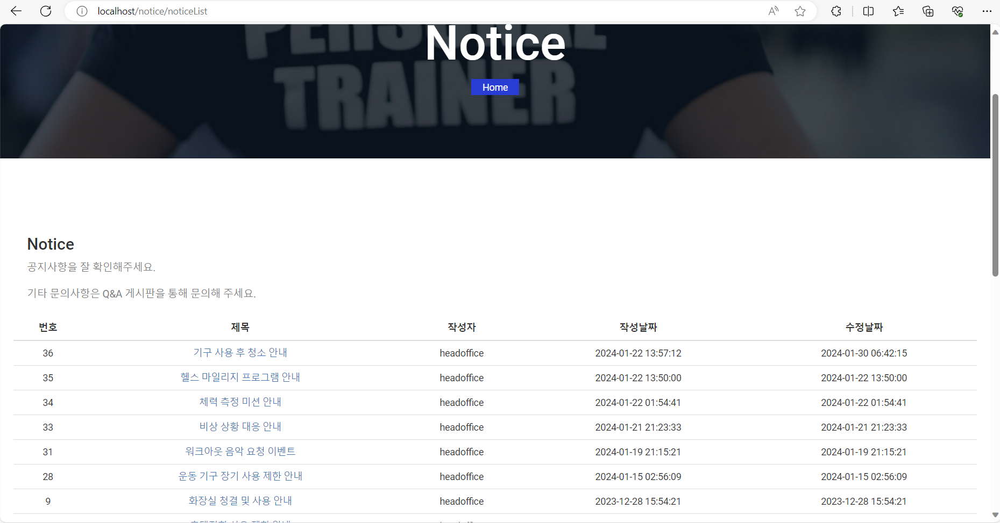 localhost/notice/noticeList
PERSONAL
TRAINER
Notice
Home
Notice
공지사항을 잘 확인해주세요.
기타 문의사항은 Q&A 게시판을 통해 문의해 주세요.
번호 제목 작성자 작성날짜 수정날짜
36 기구 사용 후 청소 안내 headoffice 2024-01-22 13:57:12 2024-01-30 06:42:15
35 헬스 마일리지 프로그램 안내 headoffice 2024-01-22 13:50:00 2024-01-22 13:50:00
34 체력 측정 미션 안내 headoffice 2024-01-22 01:54:41 2024-01-22 01:54:41
33 비상 상황 대응 안내 headoffice 2024-01-21 21:23:33 2024-01-21 21:23:33
31 워크아웃 음악 요청 이벤트 headoffice 2024-01-19 21:15:21 2024-01-19 21:15:21
28 운동 기구 장기 사용 제한 안내 headoffice 2024-01-15 02:56:09 2024-01-15 02:56:09
9 화장실 청결 및 사용 안내 headoffice 2023-12-28 15:54:21 2023-12-28 15:54:21